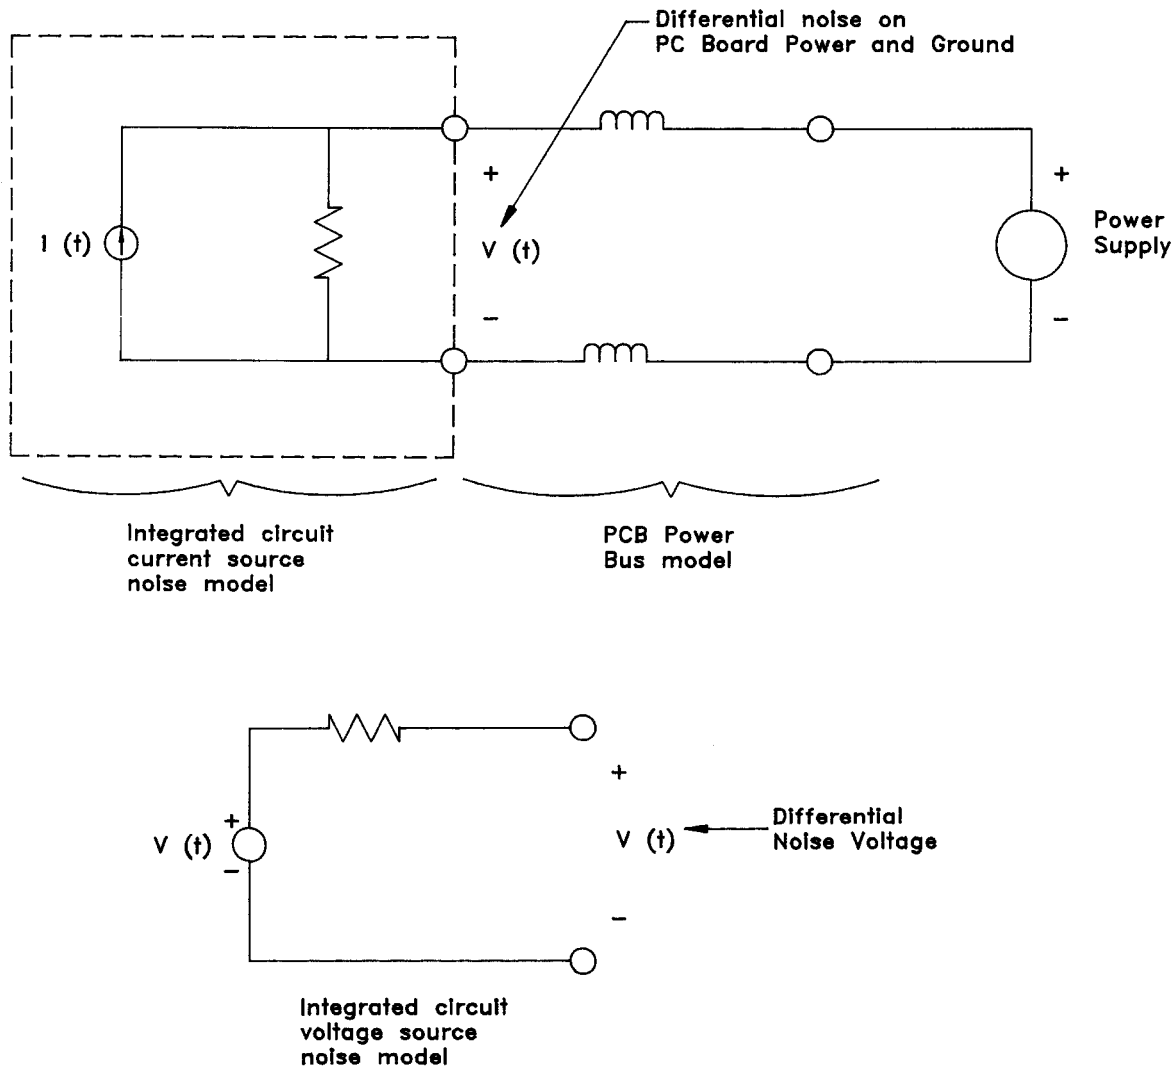 Differential noise on
PC Board Power and Ground
+
+
I (t)
V (t)
Power
Supply
−
−
Integrated circuit
current source
noise model
PCB Power
Bus model
+
+
V (t)
V (t)
Differential
Noise Voltage
−
−
Integrated circuit
voltage source
noise model